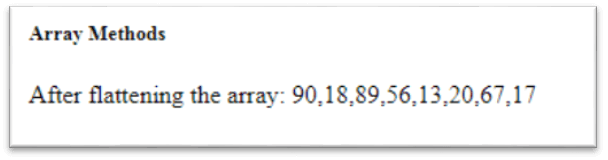 Array Methods
After flattening the array: 90,18,89,56,13,20,67,17